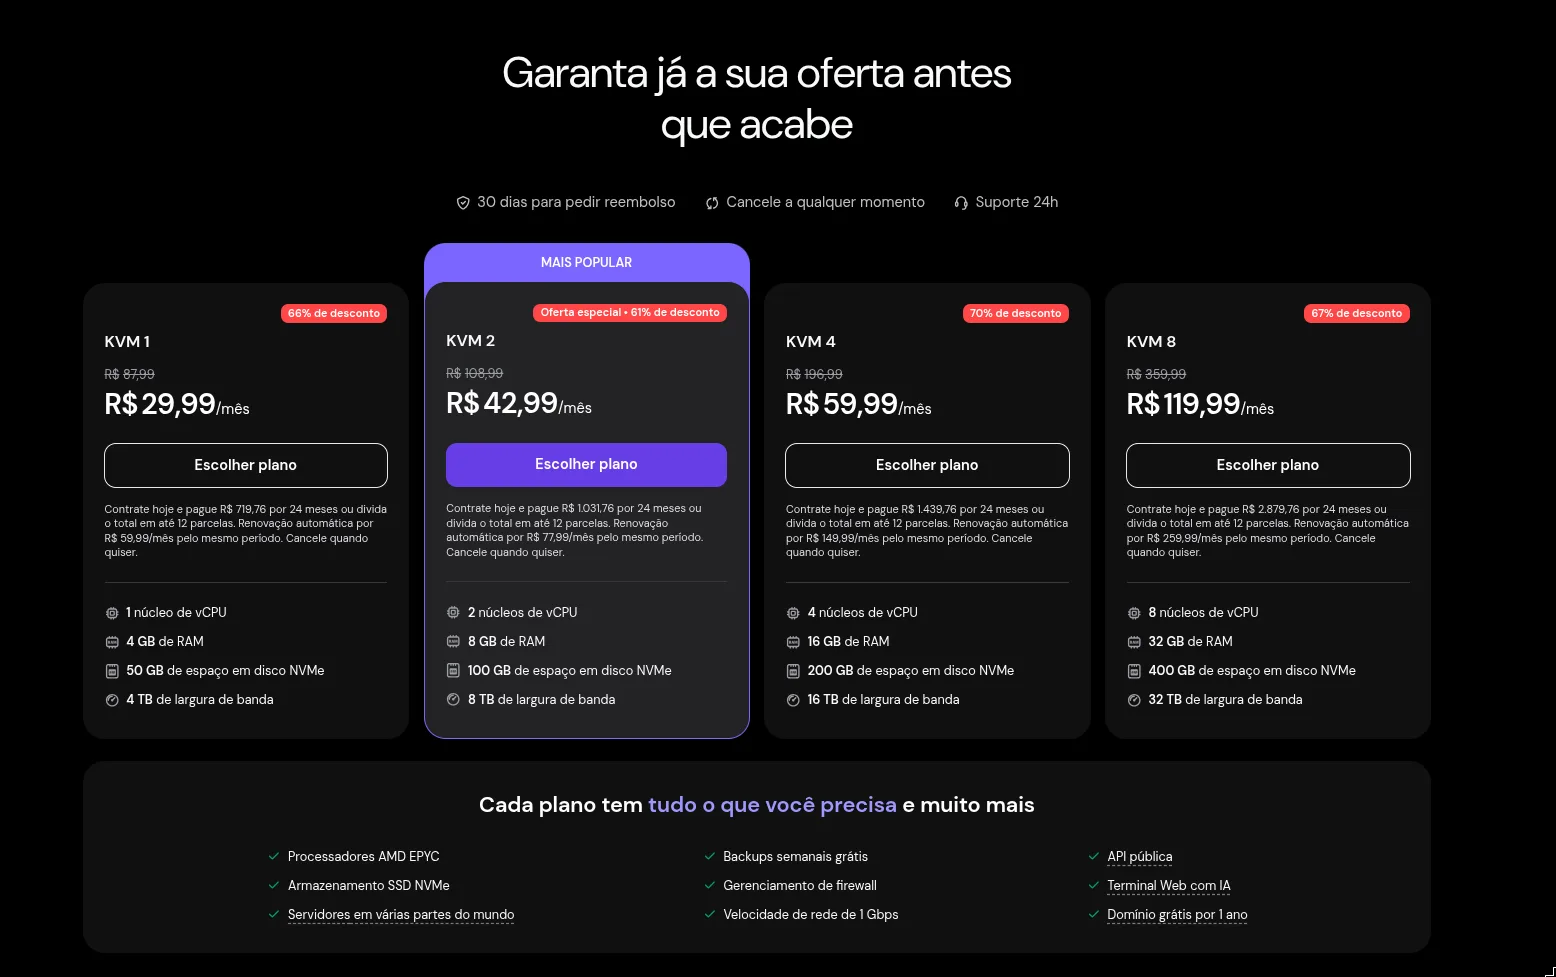 Garanta já a sua oferta antes
que acabe
30 dias para pedir reembolso
Cancele a qualquer momento
Suporte 24h
66% de desconto
KVM 1
R$ 87,99
R$ 29,99/mês
Escolher plano
Contrate hoje e pague R$ 719,76 por 24 meses ou divida
o total em até 12 parcelas. Renovação automática por
R$ 59,99/mês pelo mesmo período. Cancele quando
quiser.
1 núcleo de vCPU
4 GB de RAM
50 GB de espaço em disco NVMe
4 TB de largura de banda
MAIS POPULAR
Oferta especial • 61% de desconto
KVM 2
R$ 108,99
R$ 42,99/mês
Escolher plano
Contrate hoje e pague R$ 1.031,76 por 24 meses ou
divida o total em até 12 parcelas. Renovação
automática por R$ 77,99/mês pelo mesmo período.
Cancele quando quiser.
2 núcleos de vCPU
8 GB de RAM
100 GB de espaço em disco NVMe
8 TB de largura de banda
70% de desconto
KVM 4
R$ 196,99
R$ 59,99/mês
Escolher plano
Contrate hoje e pague R$ 1.439,76 por 24 meses ou
divida o total em até 12 parcelas. Renovação automática
por R$ 149,99/mês pelo mesmo período. Cancele
quando quiser.
4 núcleos de vCPU
16 GB de RAM
200 GB de espaço em disco NVMe
16 TB de largura de banda
67% de desconto
KVM 8
R$ 359,99
R$ 119,99/mês
Escolher plano
Contrate hoje e pague R$ 2.879,76 por 24 meses ou
divida o total em até 12 parcelas. Renovação automática
por R$ 259,99/mês pelo mesmo período. Cancele
quando quiser.
8 núcleos de vCPU
32 GB de RAM
400 GB de espaço em disco NVMe
32 TB de largura de banda
Cada plano tem tudo o que você precisa e muito mais
Processadores AMD EPYC
Armazenamento SSD NVMe
Servidores em várias partes do mundo
Backups semanais grátis
Gerenciamento de firewall
Velocidade de rede de 1 Gbps
API pública
Terminal Web com IA
Domínio grátis por 1 ano